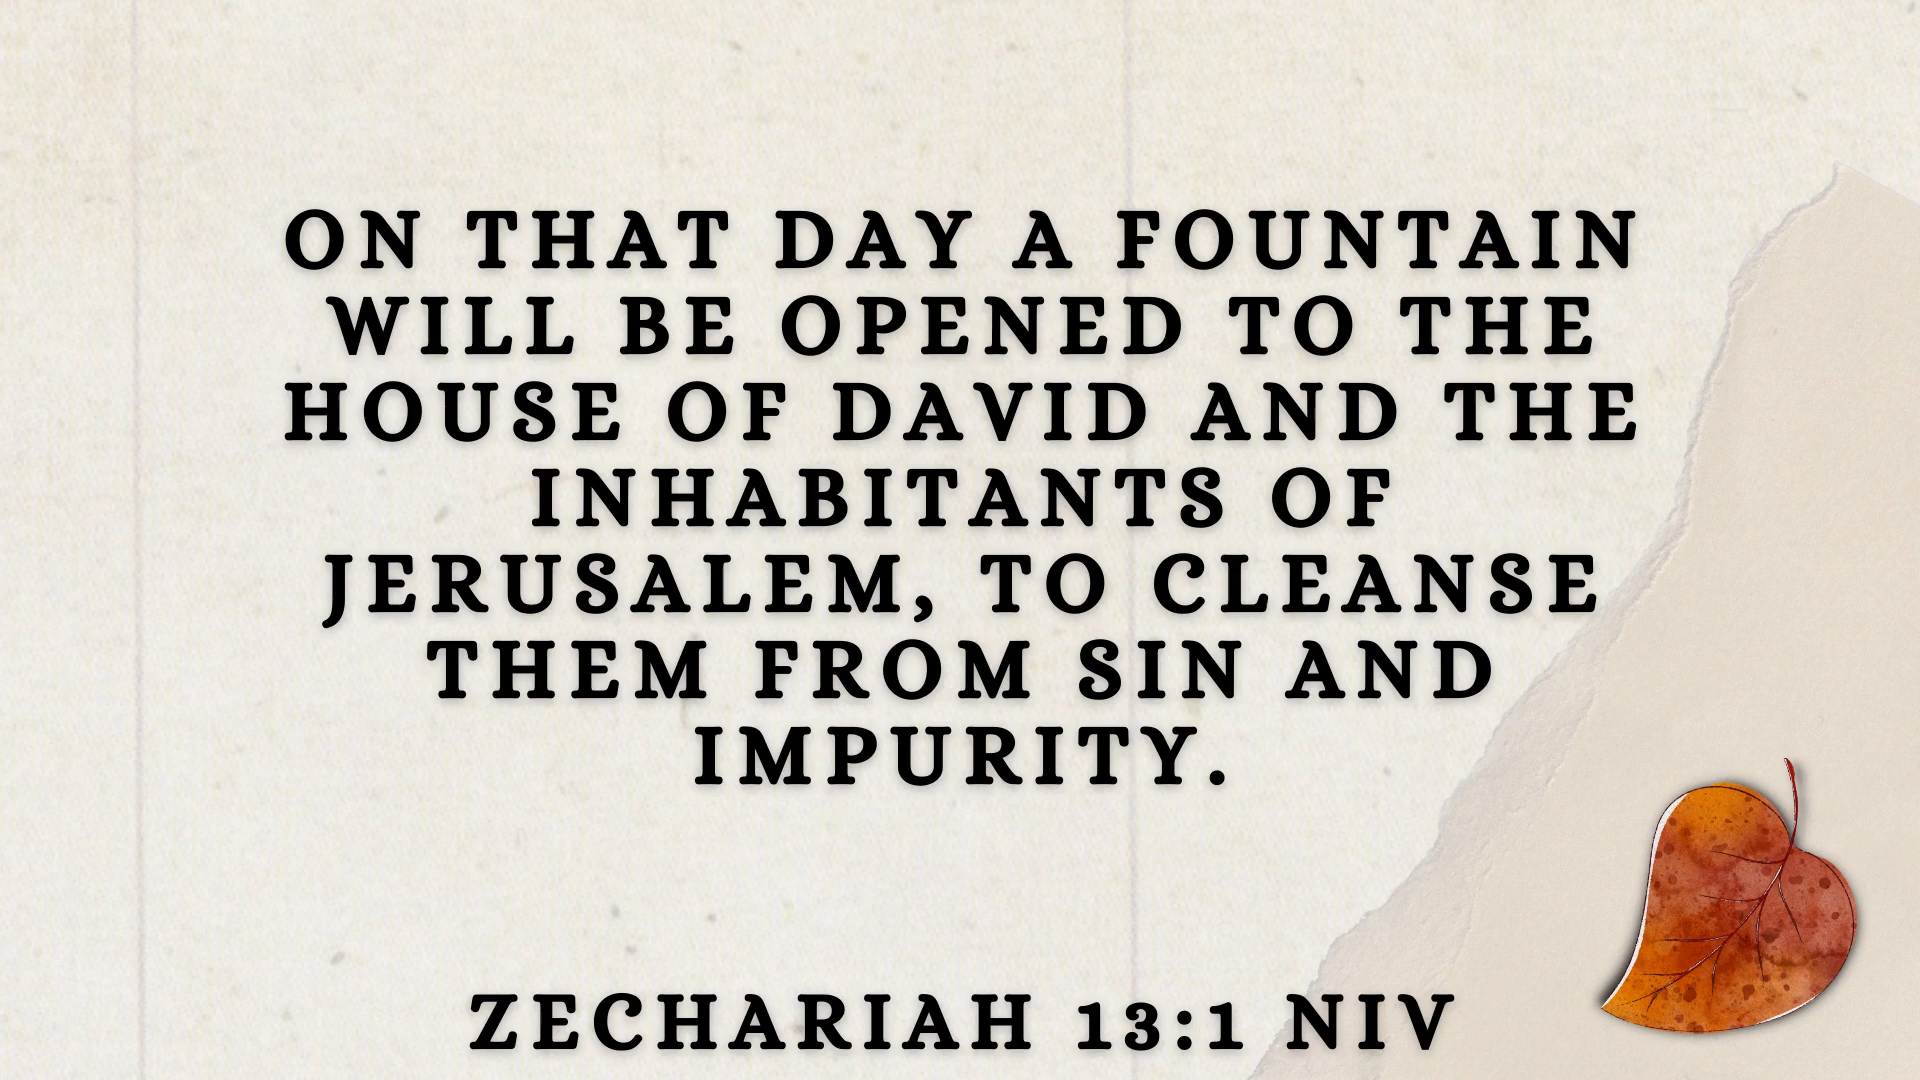 ON THAT DAY A FOUNTAIN
WILL BE OPENED TO THE
HOUSE OF DAVID AND THE
INHABITANTS OF
JERUSALEM, TO CLEANSE
THEM FROM SIN AND
IMPURITY.
ZECHARIAH 13:1 NIV